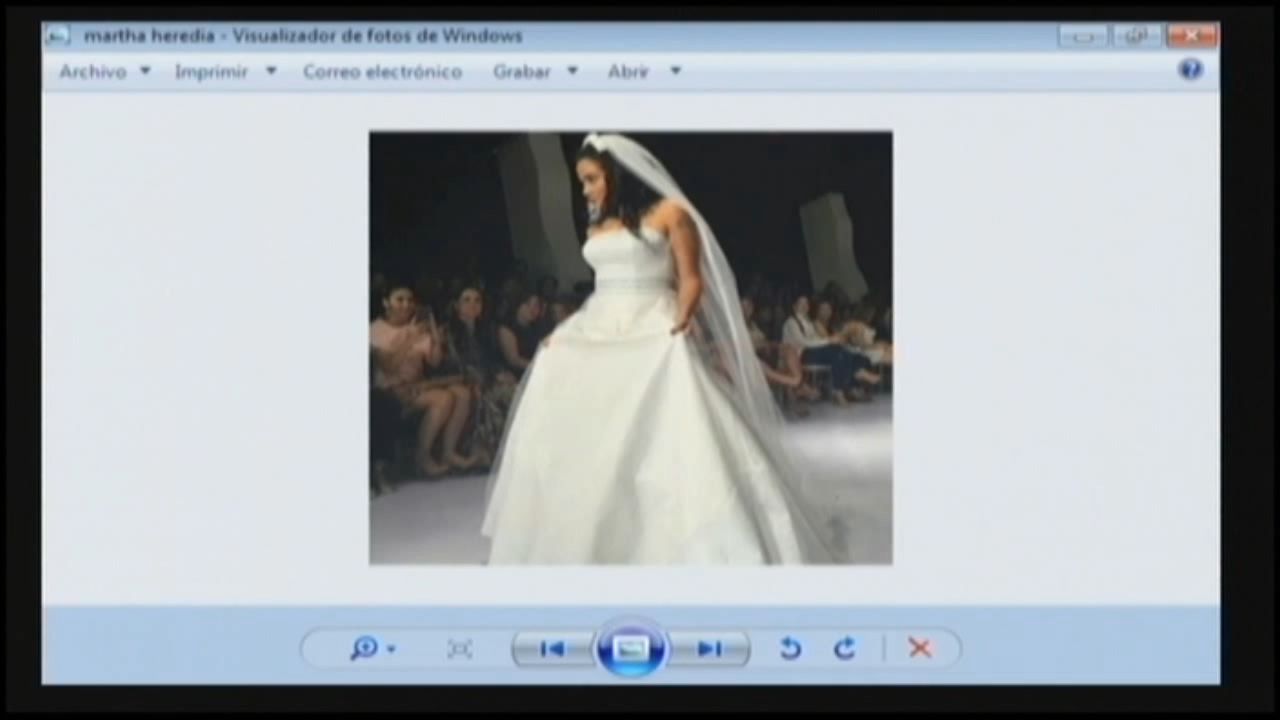 martha heredia - Visualizador de fotos de Windows
Archivo Imprimir Correo electrónico Grabar Abrir